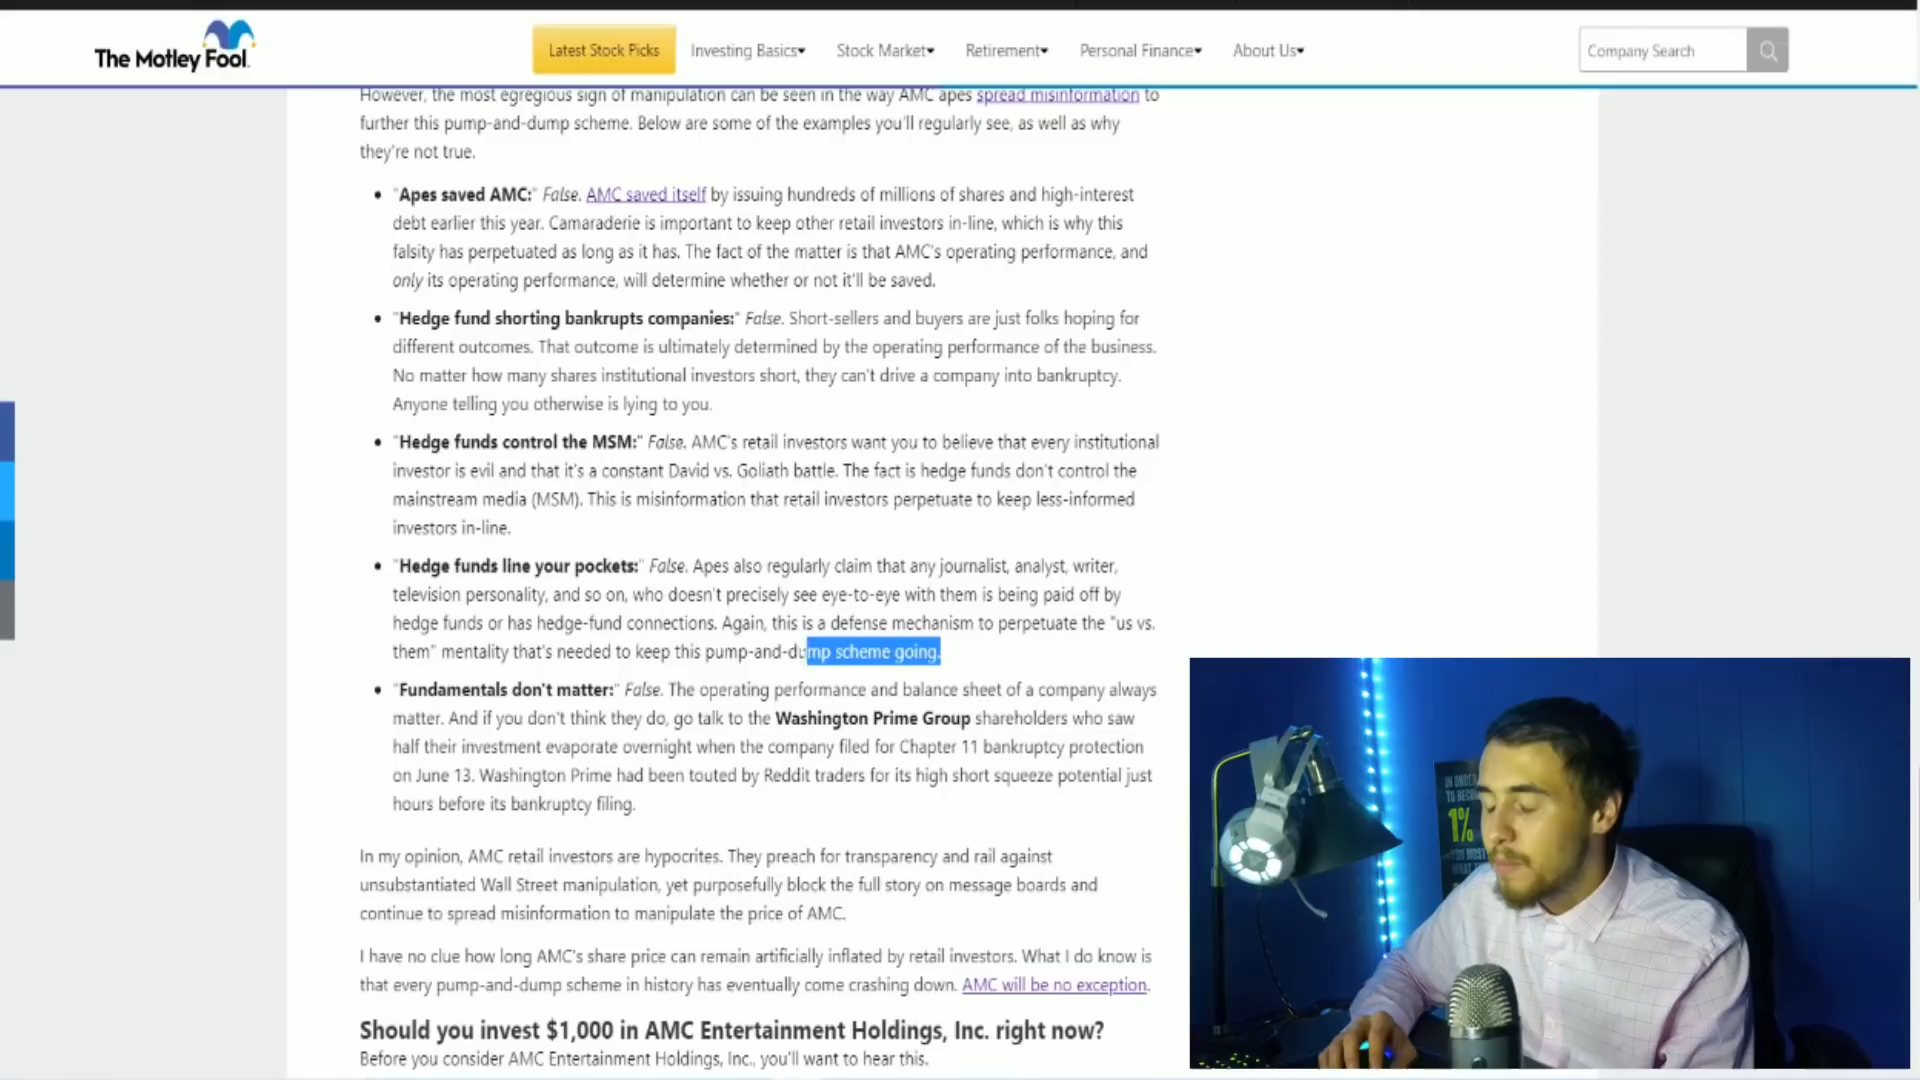 The Motley Fool.
Latest Stock Picks
Investing Basics
Stock Market
Retirement
Personal Finance
About Us
Company Search
However, the most egregious sign of manipulation can be seen in the way AMC apes spread misinformation to
further this pump-and-dump scheme. Below are some of the examples you'll regularly see, as well as why
they're not true.
• "Apes saved AMC:" False. AMC saved itself by issuing hundreds of millions of shares and high-interest
debt earlier this year. Camaraderie is important to keep other retail investors in-line, which is why this
falsity has perpetuated as long as it has. The fact of the matter is that AMC's operating performance, and
only its operating performance, will determine whether or not it'll be saved.
• "Hedge fund shorting bankrupts companies:" False. Short-sellers and buyers are just folks hoping for
different outcomes. That outcome is ultimately determined by the operating performance of the business.
No matter how many shares institutional investors short, they can't drive a company into bankruptcy.
Anyone telling you otherwise is lying to you.
• "Hedge funds control the MSM:" False. AMC's retail investors want you to believe that every institutional
investor is evil and that it's a constant David vs. Goliath battle. The fact is hedge funds don't control the
mainstream media (MSM). This is misinformation that retail investors perpetuate to keep less-informed
investors in-line.
• "Hedge funds line your pockets:" False. Apes also regularly claim that any journalist, analyst, writer,
television personality, and so on, who doesn't precisely see eye-to-eye with them is being paid off by
hedge funds or has hedge-fund connections. Again, this is a defense mechanism to perpetuate the "us vs.
them" mentality that's needed to keep this pump-and-dump scheme going.
• "Fundamentals don't matter:" False. The operating performance and balance sheet of a company always
matter. And if you don't think they do, go talk to the Washington Prime Group shareholders who saw
half their investment evaporate overnight when the company filed for Chapter 11 bankruptcy protection
on June 13. Washington Prime had been touted by Reddit traders for its high short squeeze potential just
hours before its bankruptcy filing.
In my opinion, AMC retail investors are hypocrites. They preach for transparency and rail against
unsubstantiated Wall Street manipulation, yet purposefully block the full story on message boards and
continue to spread misinformation to manipulate the price of AMC.
I have no clue how long AMC's share price can remain artificially inflated by retail investors. What I do know is
that every pump-and-dump scheme in history has eventually come crashing down. AMC will be no exception.
Should you invest $1,000 in AMC Entertainment Holdings, Inc. right now?
Before you consider AMC Entertainment Holdings, Inc., you'll want to hear this.
IN ORDER
TO BECO
1%